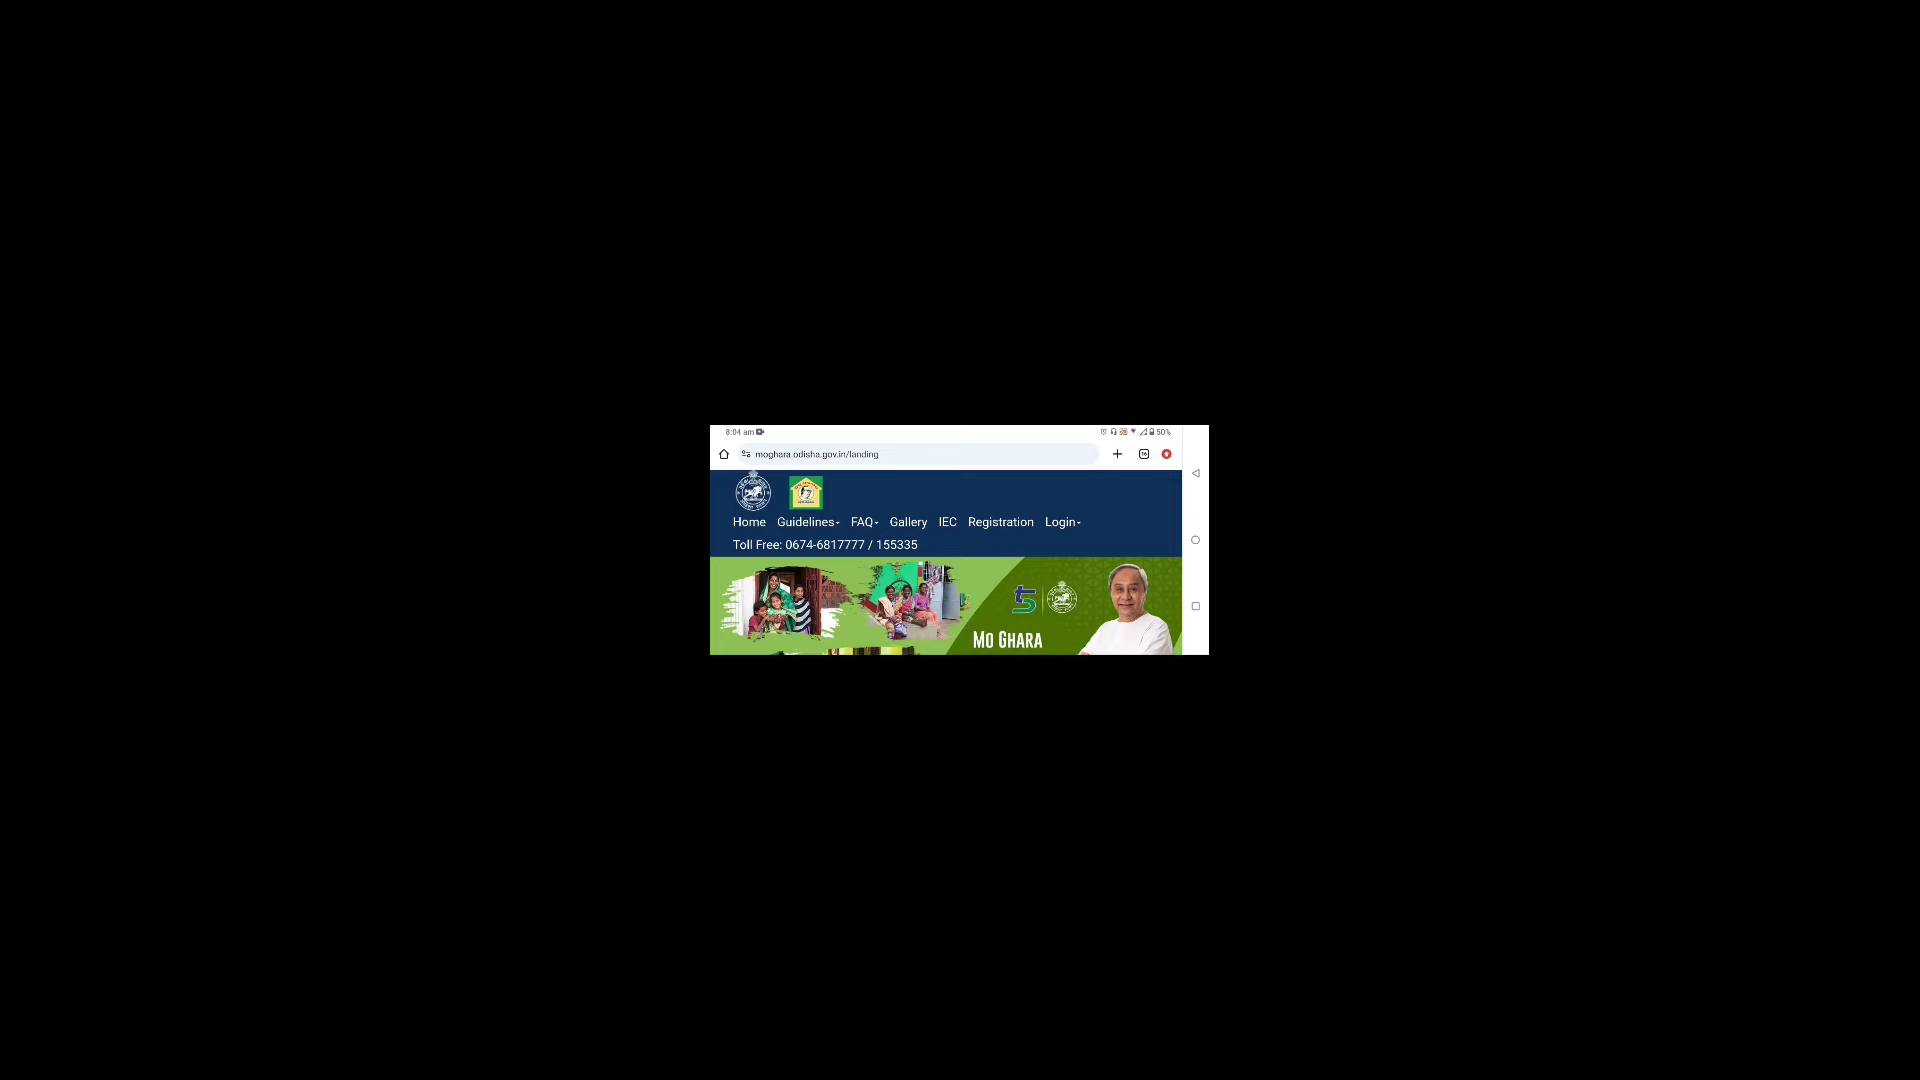 8:04 am
50%
moghara.odisha.gov.in/landing
Home Guidelines FAQ Gallery IEC Registration Login
Toll Free: 0674-6817777 / 155335
t5
MO GHARA